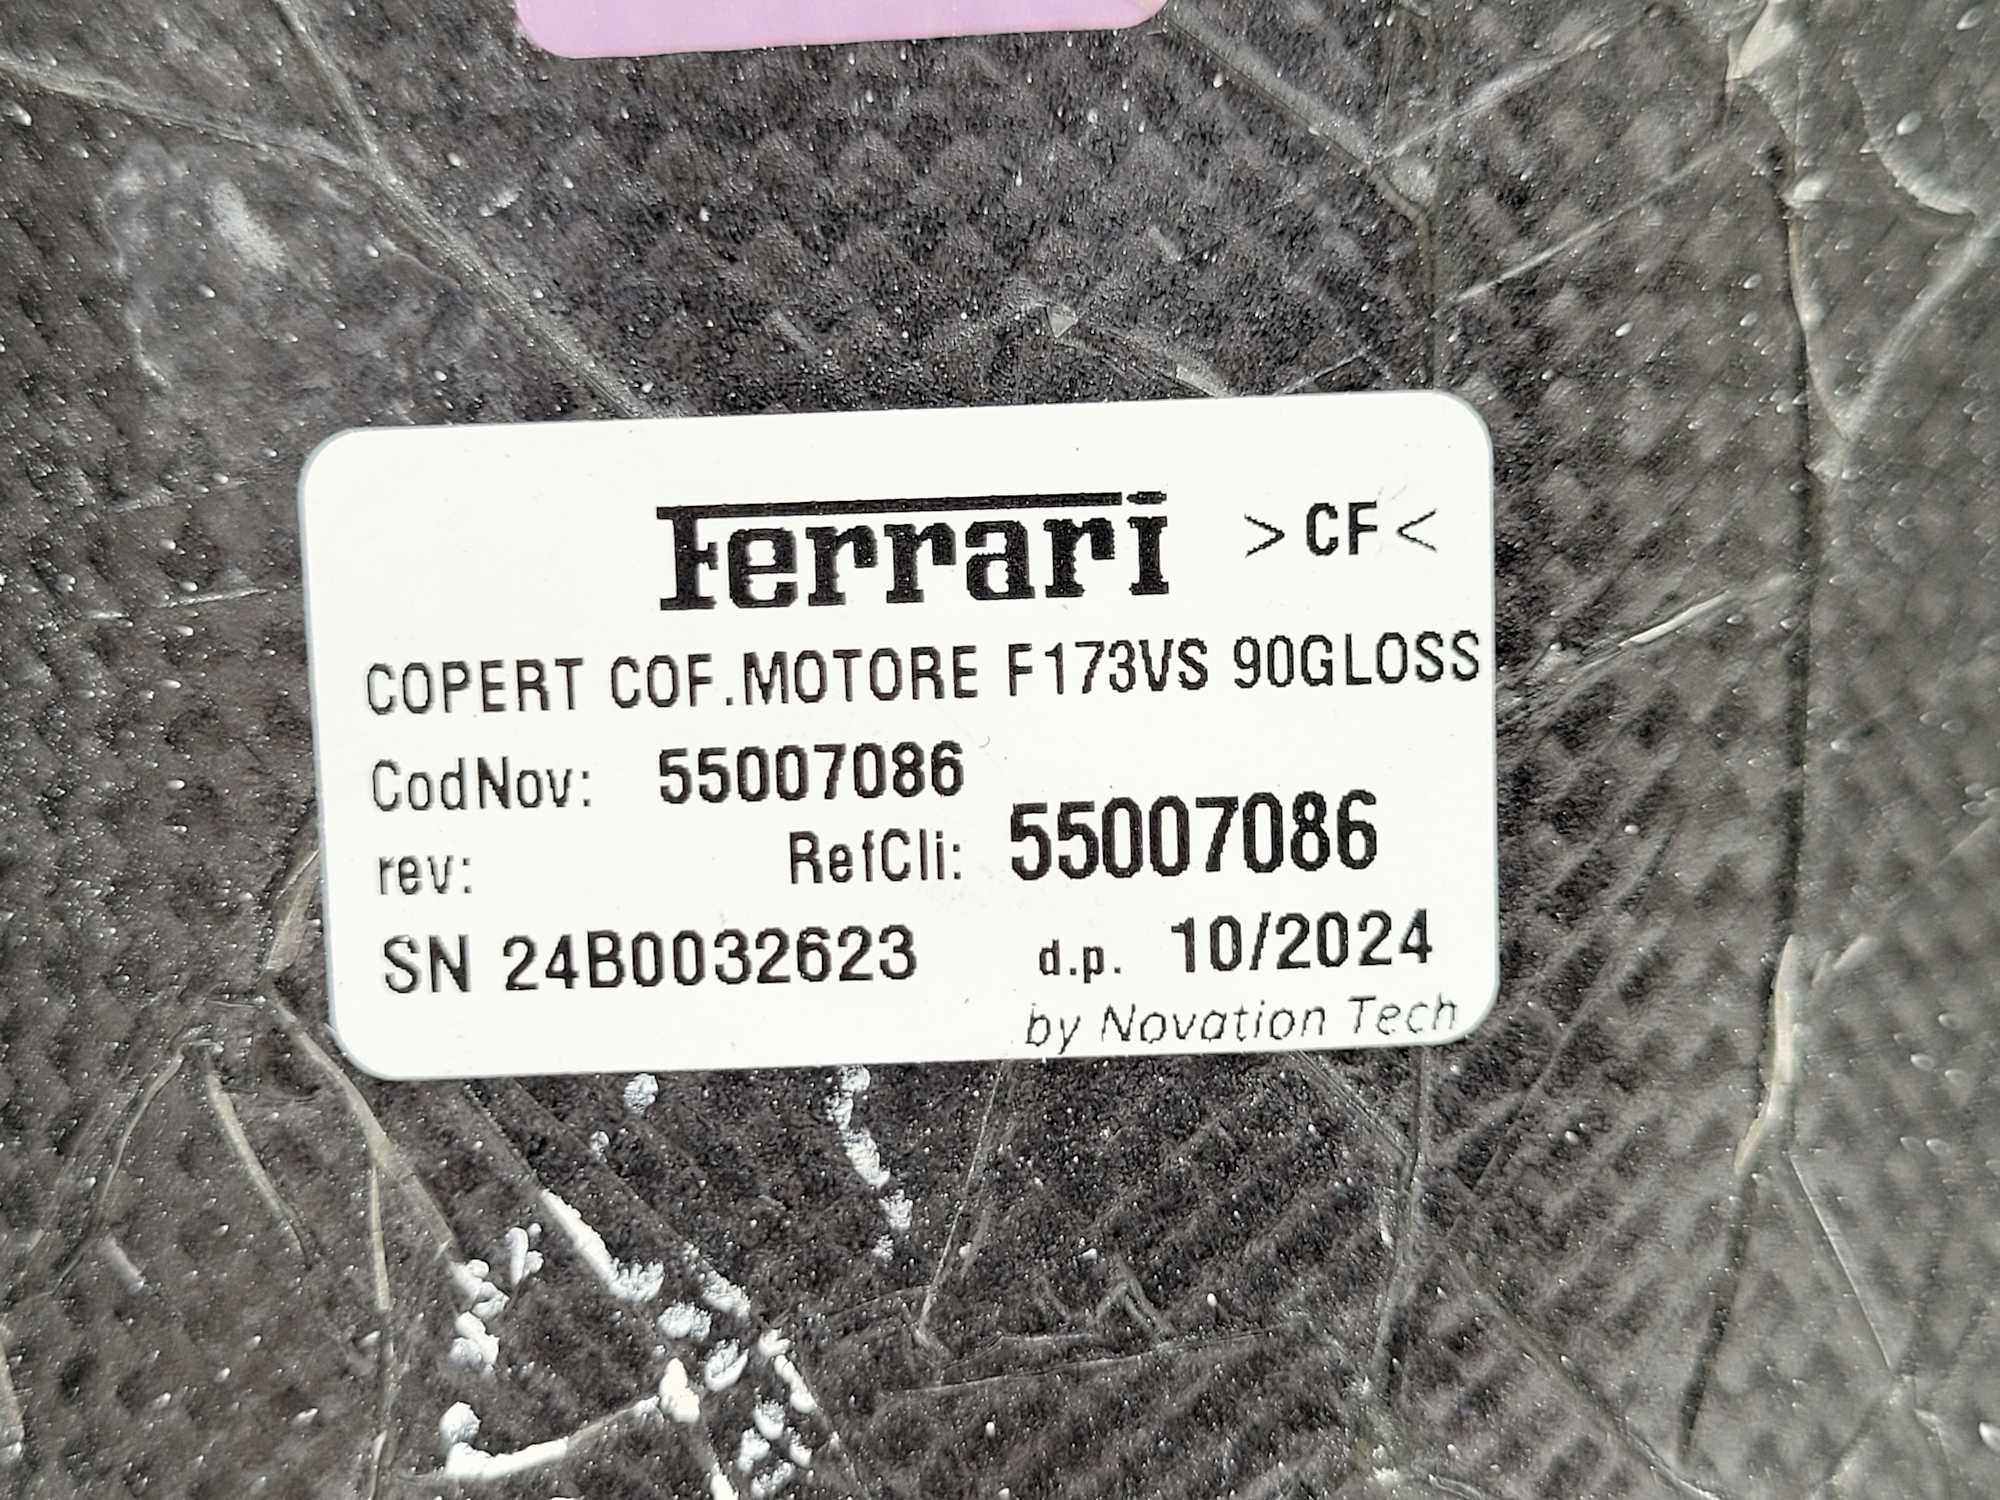 Ferrari >CF<
COPERT COF.MOTORE F173VS 90GLOSS
CodNov: 55007086
rev: RefCli: 55007086
SN 24B0032623 d.p. 10/2024
by Novation Tech